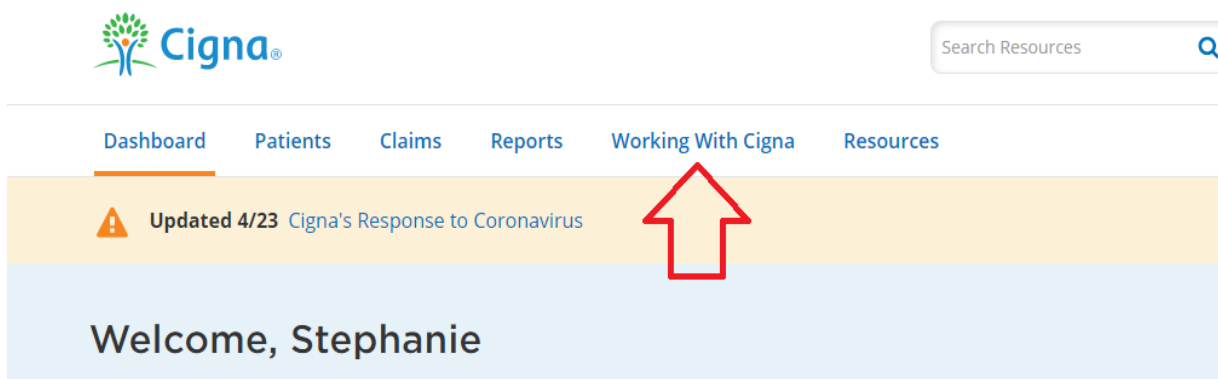 Cigna®
Search Resources
Dashboard Patients Claims Reports Working With Cigna Resources
Updated 4/23 Cigna's Response to Coronavirus
Welcome, Stephanie